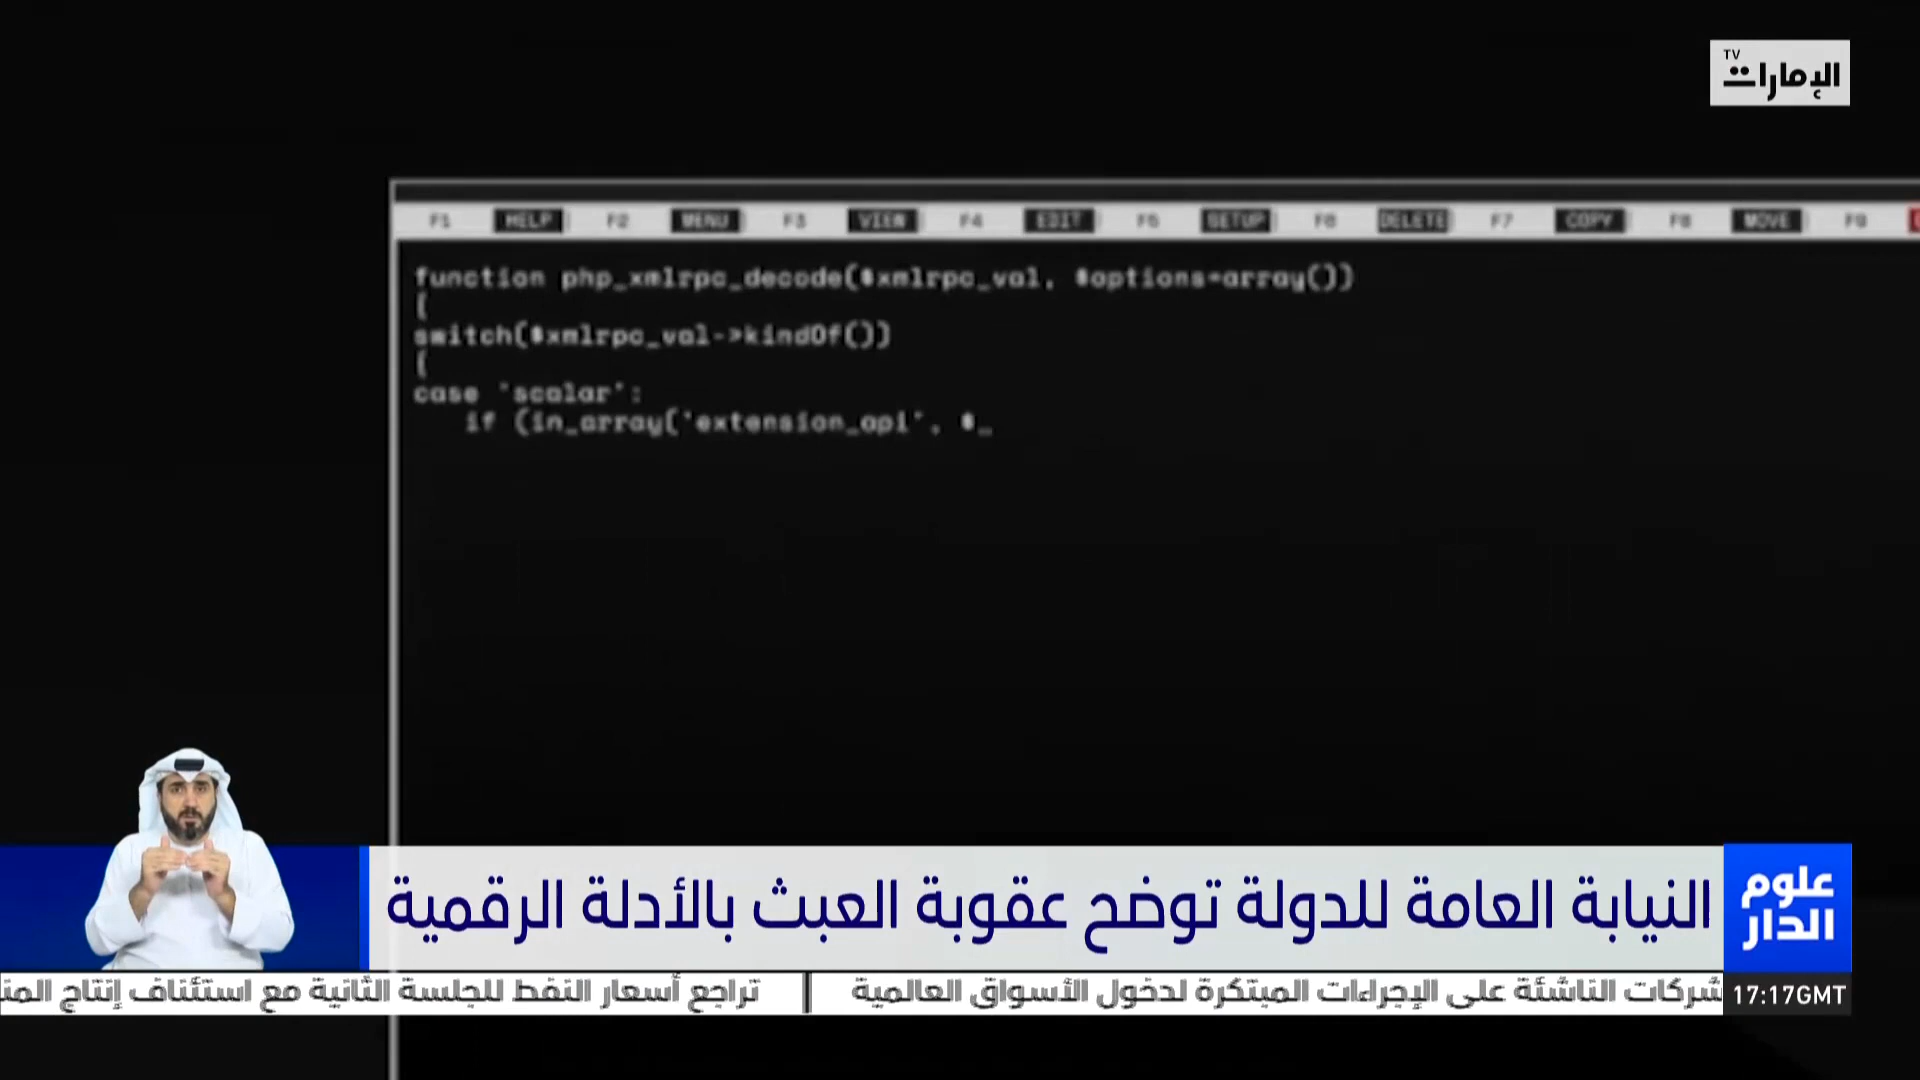 TV
الإمارات
F1 HELP F2 MENU F3 VIEW F4 EDIT F5 SETUP F6 DELETE F7 COPY F8 MOVE F9
function php_xmlrpc_decode($xmlrpc_val, $options=array())
{
switch($xmlrpc_val->kindOf())
{
case 'scalar':
if (in_array('extension_api', $_
النيابة العامة للدولة توضح عقوبة العبث بالأدلة الرقمية
علوم
الدار
شركات الناشئة على الإجراءات المبتكرة لدخول الأسواق العالمية | تراجع أسعار النفط للجلسة الثانية مع استئناف إنتاج
17:17GMT